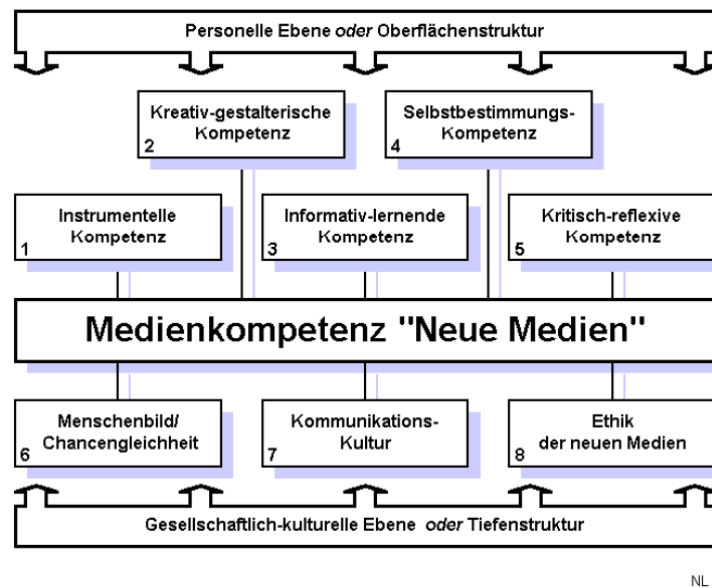 Personelle Ebene oder Oberflächenstruktur
Kreativ-gestalterische
Kompetenz
2
Selbstbestimmungs-
Kompetenz
4
Instrumentelle
Kompetenz
1
Informativ-lernende
Kompetenz
3
Kritisch-reflexive
Kompetenz
5
Medienkompetenz "Neue Medien"
Menschenbild/
Chancengleichheit
6
Kommunikations-
Kultur
7
Ethik
der neuen Medien
8
Gesellschaftlich-kulturelle Ebene oder Tiefenstruktur
NL